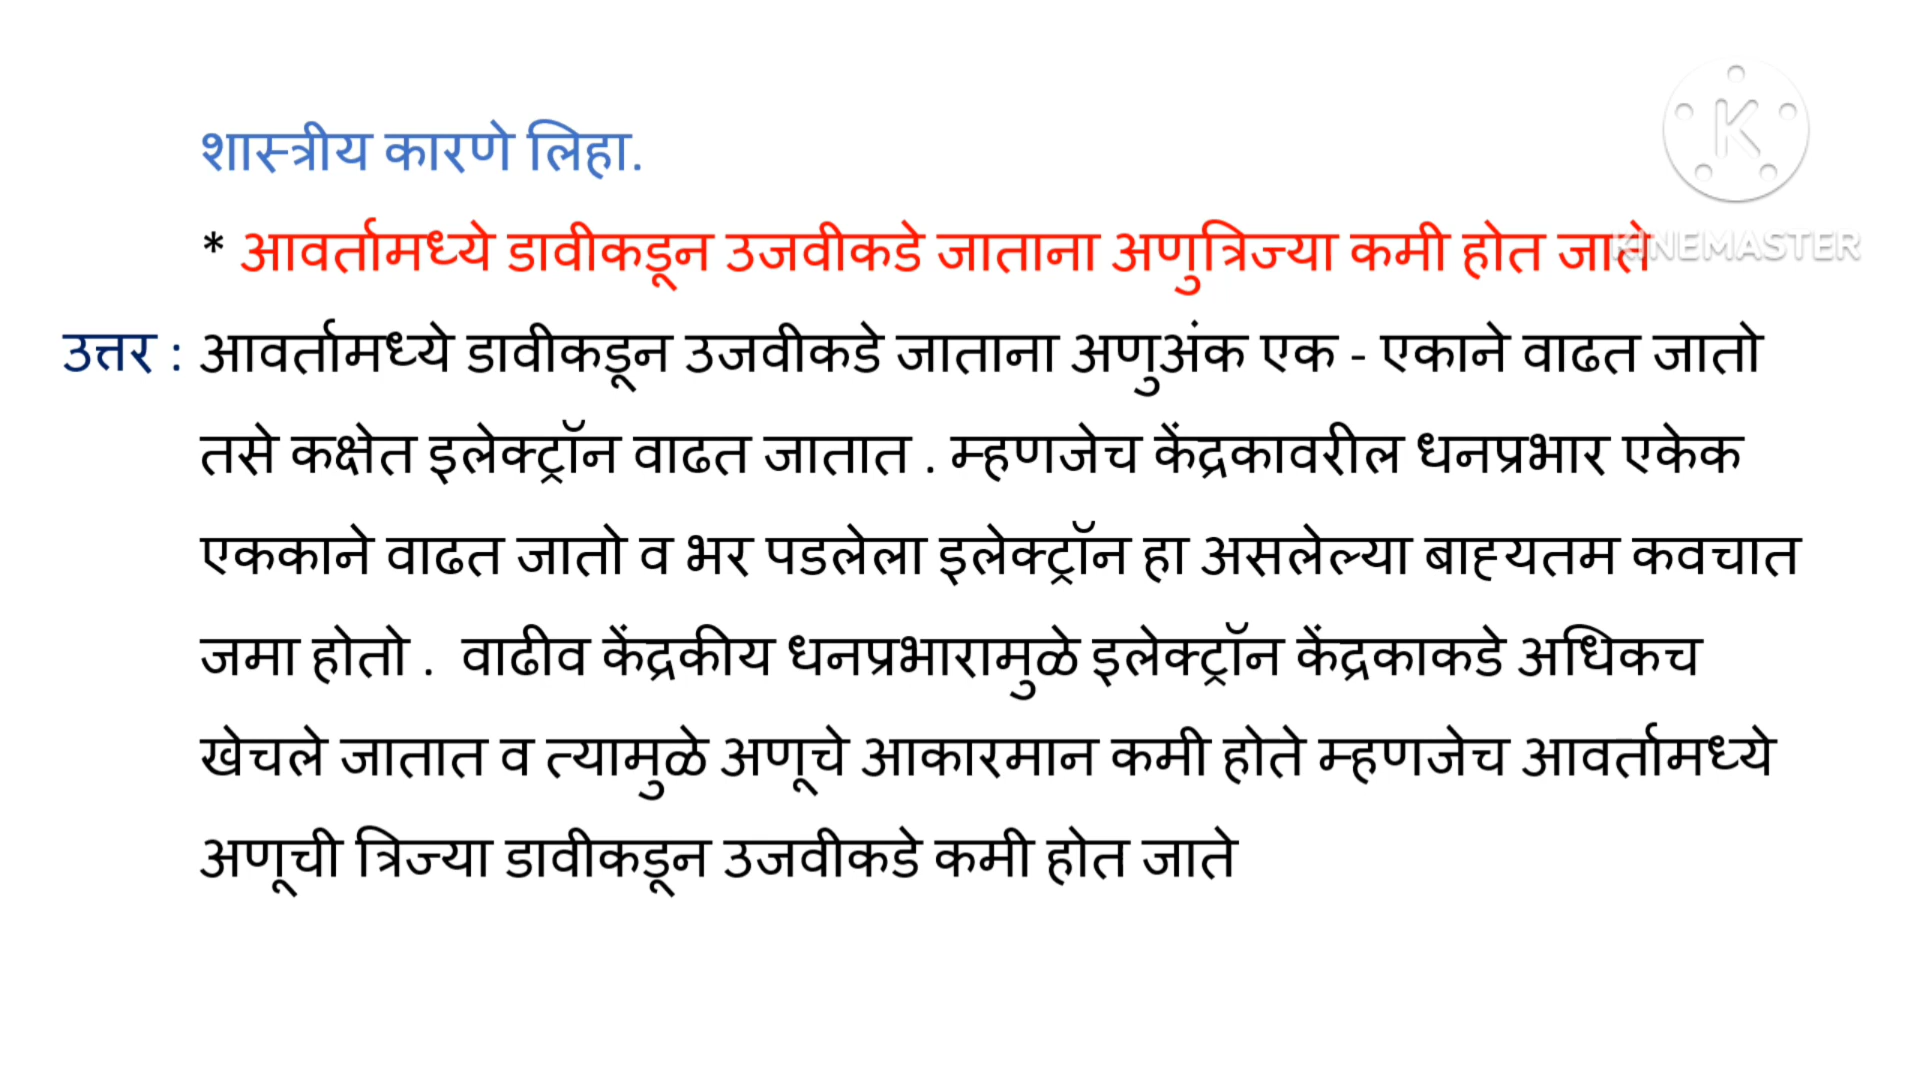 शास्त्रीय कारणे लिहा.
* आवर्तामध्ये डावीकडून उजवीकडे जाताना अणुत्रिज्या कमी होत जाते
KINEMASTER
उत्तर : आवर्तामध्ये डावीकडून उजवीकडे जाताना अणुअंक एक - एकाने वाढत जातो
तसे कक्षेत इलेक्ट्रॉन वाढत जातात . म्हणजेच केंद्रकावरील धनप्रभार एकेक
एककाने वाढत जातो व भर पडलेला इलेक्ट्रॉन हा असलेल्या बाह्यतम कवचात
जमा होतो . वाढीव केंद्रकीय धनप्रभारामुळे इलेक्ट्रॉन केंद्रकाकडे अधिकच
खेचले जातात व त्यामुळे अणूचे आकारमान कमी होते म्हणजेच आवर्तामध्ये
अणूची त्रिज्या डावीकडून उजवीकडे कमी होत जाते